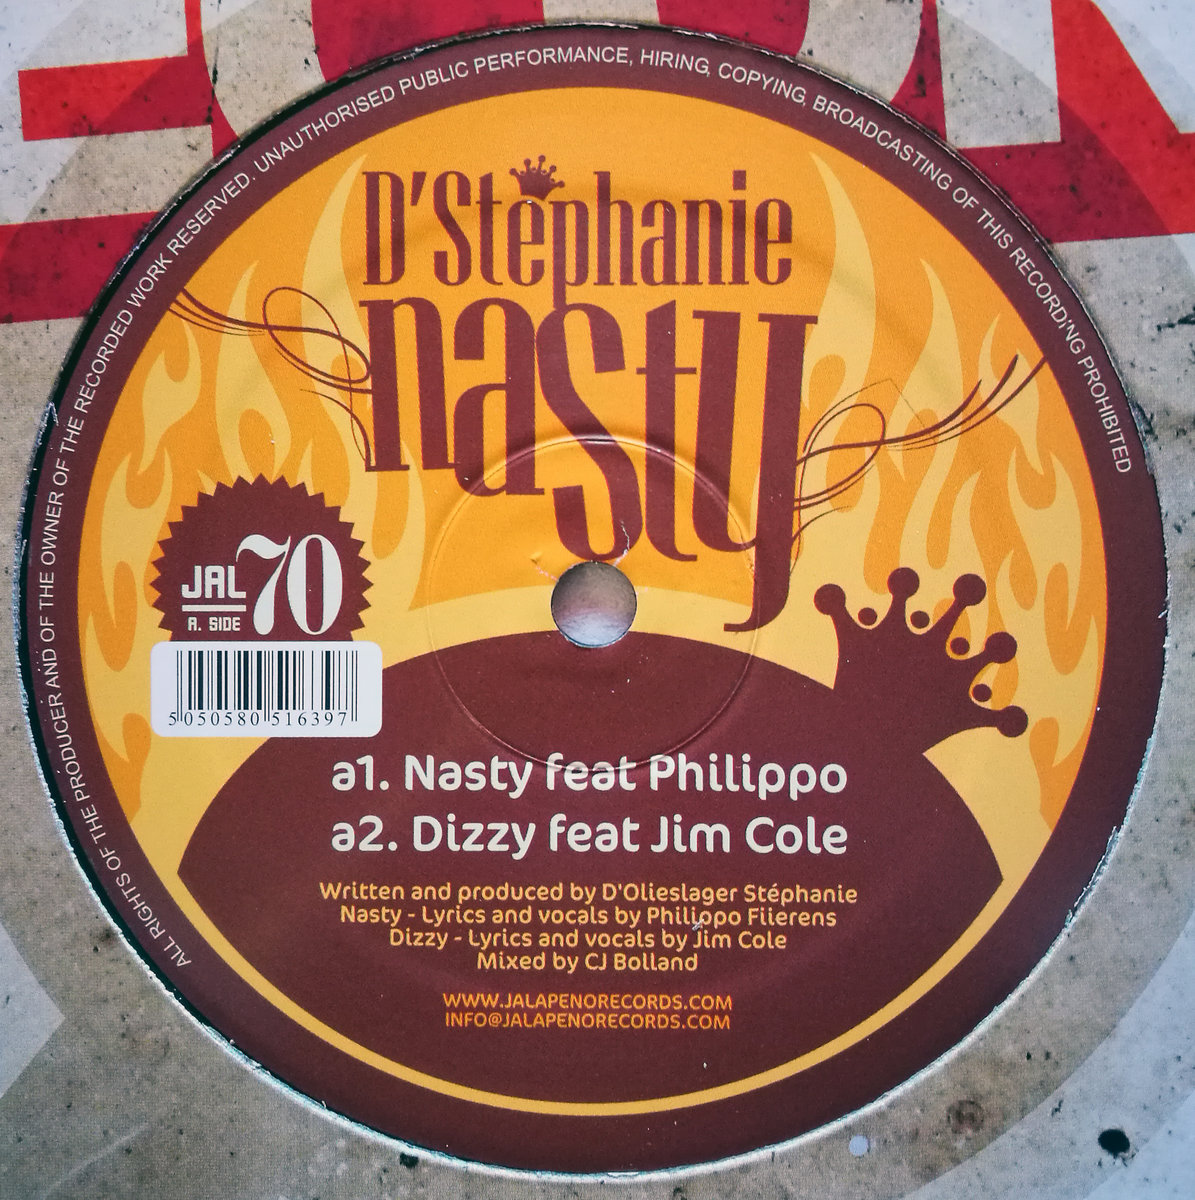 ALL RIGHTS OF THE PRODUCER AND OF THE OWNER OF THE RECORDED WORK RESERVED. UNAUTHORISED PUBLIC PERFORMANCE, HIRING, COPYING, BROADCASTING OF THIS RECORDING PROHIBITED
D'Stéphanie
nasty
JAL 70
A. SIDE
5 050580 516397
a1. Nasty feat Philippo
a2. Dizzy feat Jim Cole
Written and produced by D'Olieslager Stéphanie
Nasty - Lyrics and vocals by Philippo Fiierens
Dizzy - Lyrics and vocals by Jim Cole
Mixed by CJ Bolland
WWW.JALAPENORECORDS.COM
INFO@JALAPENORECORDS.COM